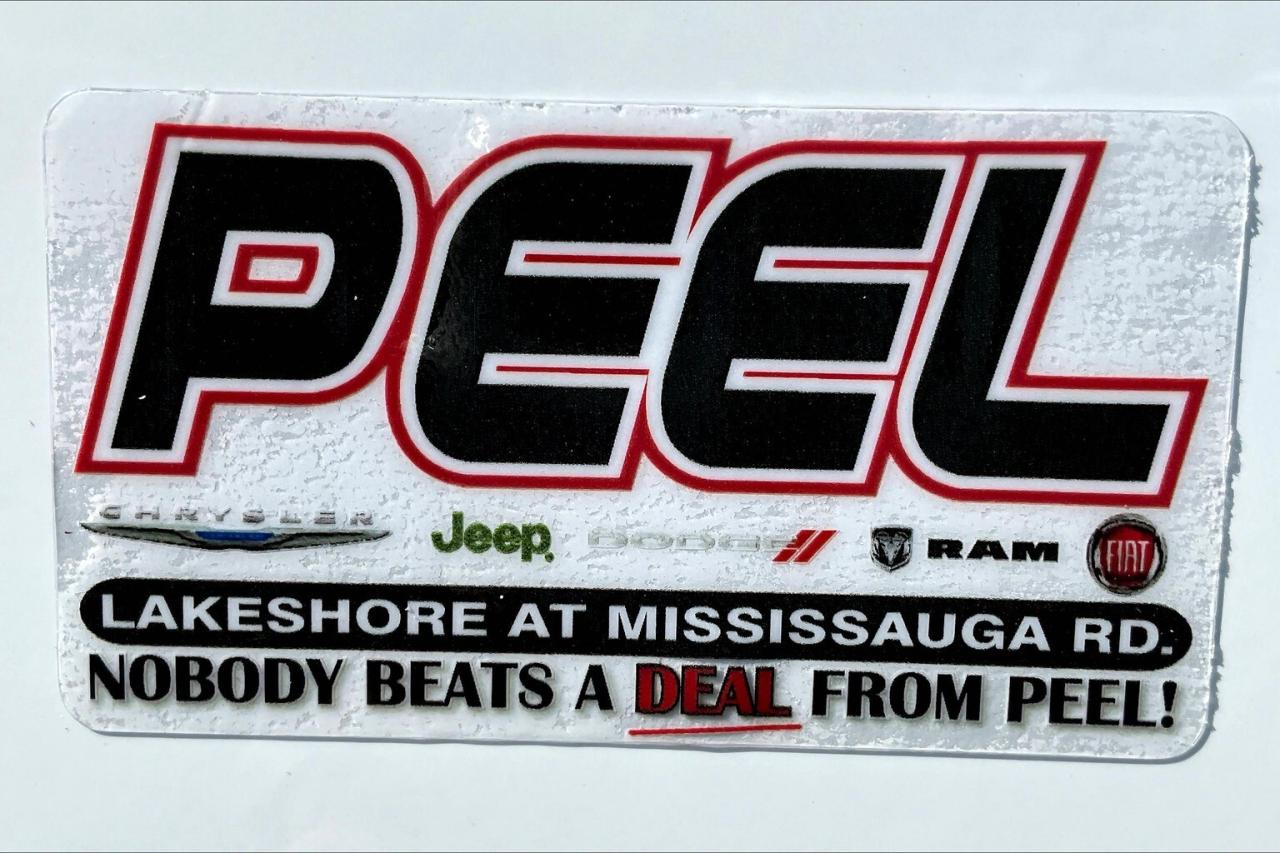 PEEL
CHRYSLER Jeep DODGE RAM FIAT
LAKESHORE AT MISSISSAUGA RD.
NOBODY BEATS A DEAL FROM PEEL!